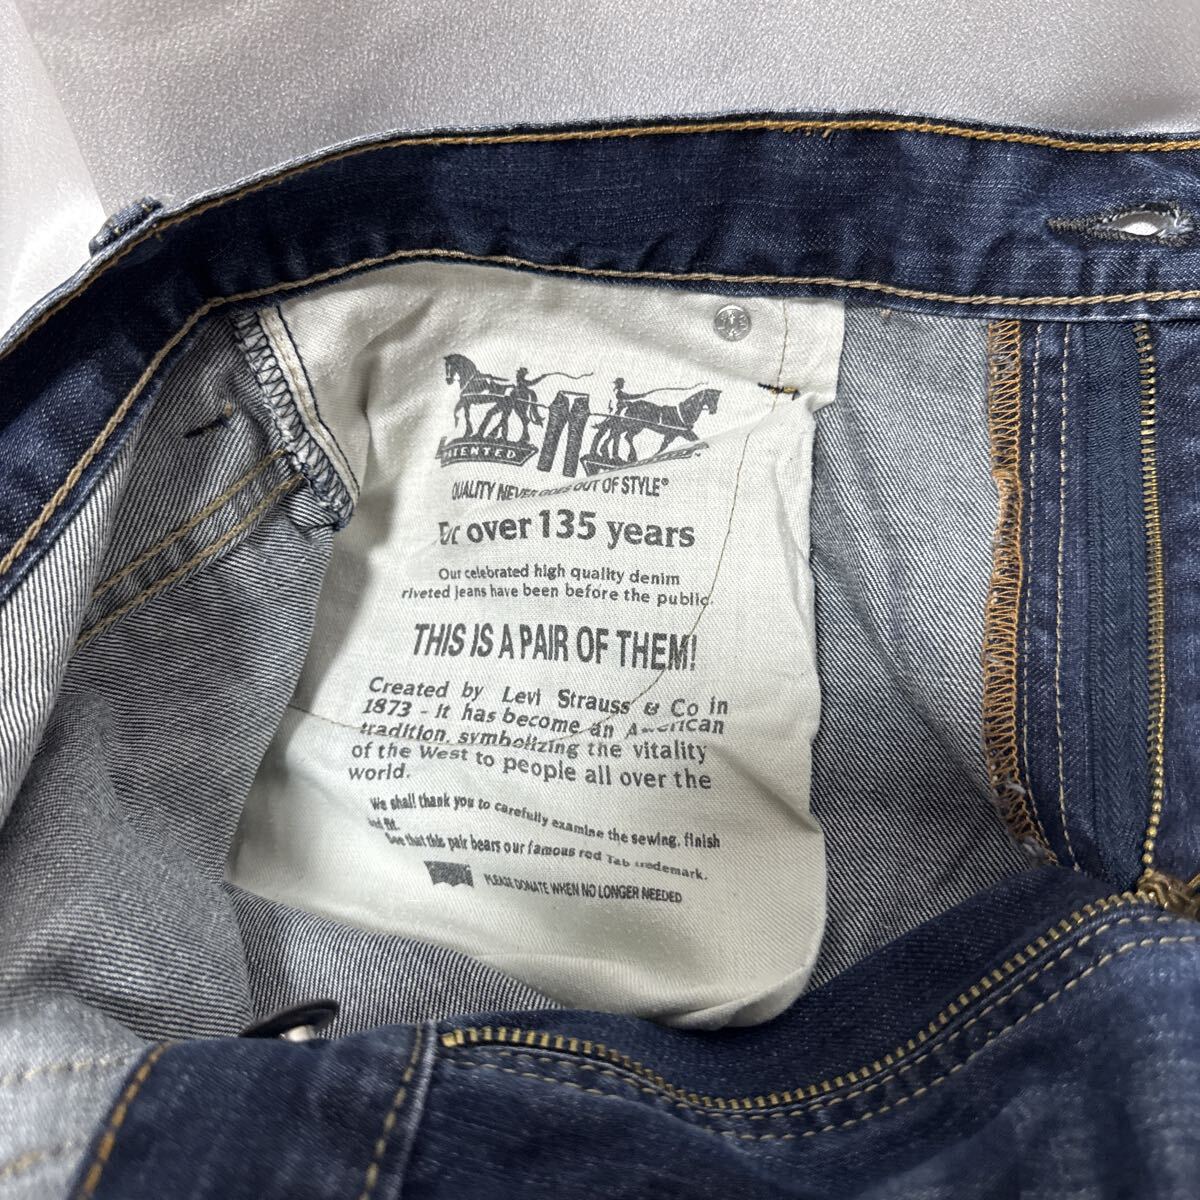 PATENTED
QUALITY NEVER GOES OUT OF STYLE®
For over 135 years
Our celebrated high quality denim
riveted jeans have been before the public.
THIS IS A PAIR OF THEM!
Created by Levi Strauss & Co in
1873 - it has become an American
tradition, symbolizing the vitality
of the West to people all over the
world.
We shall thank you to carefully examine the sewing, finish
and fit.
See that this pair bears our famous red Tab trademark.
PLEASE DONATE WHEN NO LONGER NEEDED